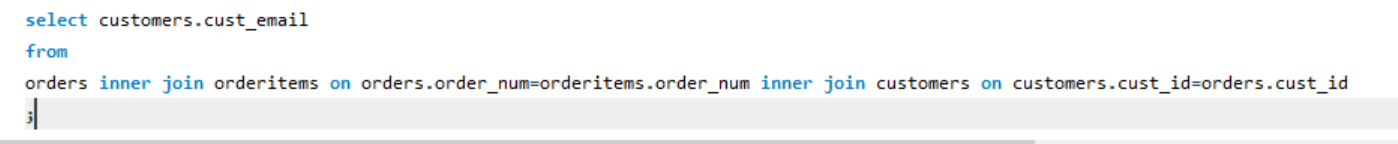 select customers.cust_email
from
orders inner join orderitems on orders.order_num=orderitems.order_num inner join customers on customers.cust_id=orders.cust_id
;